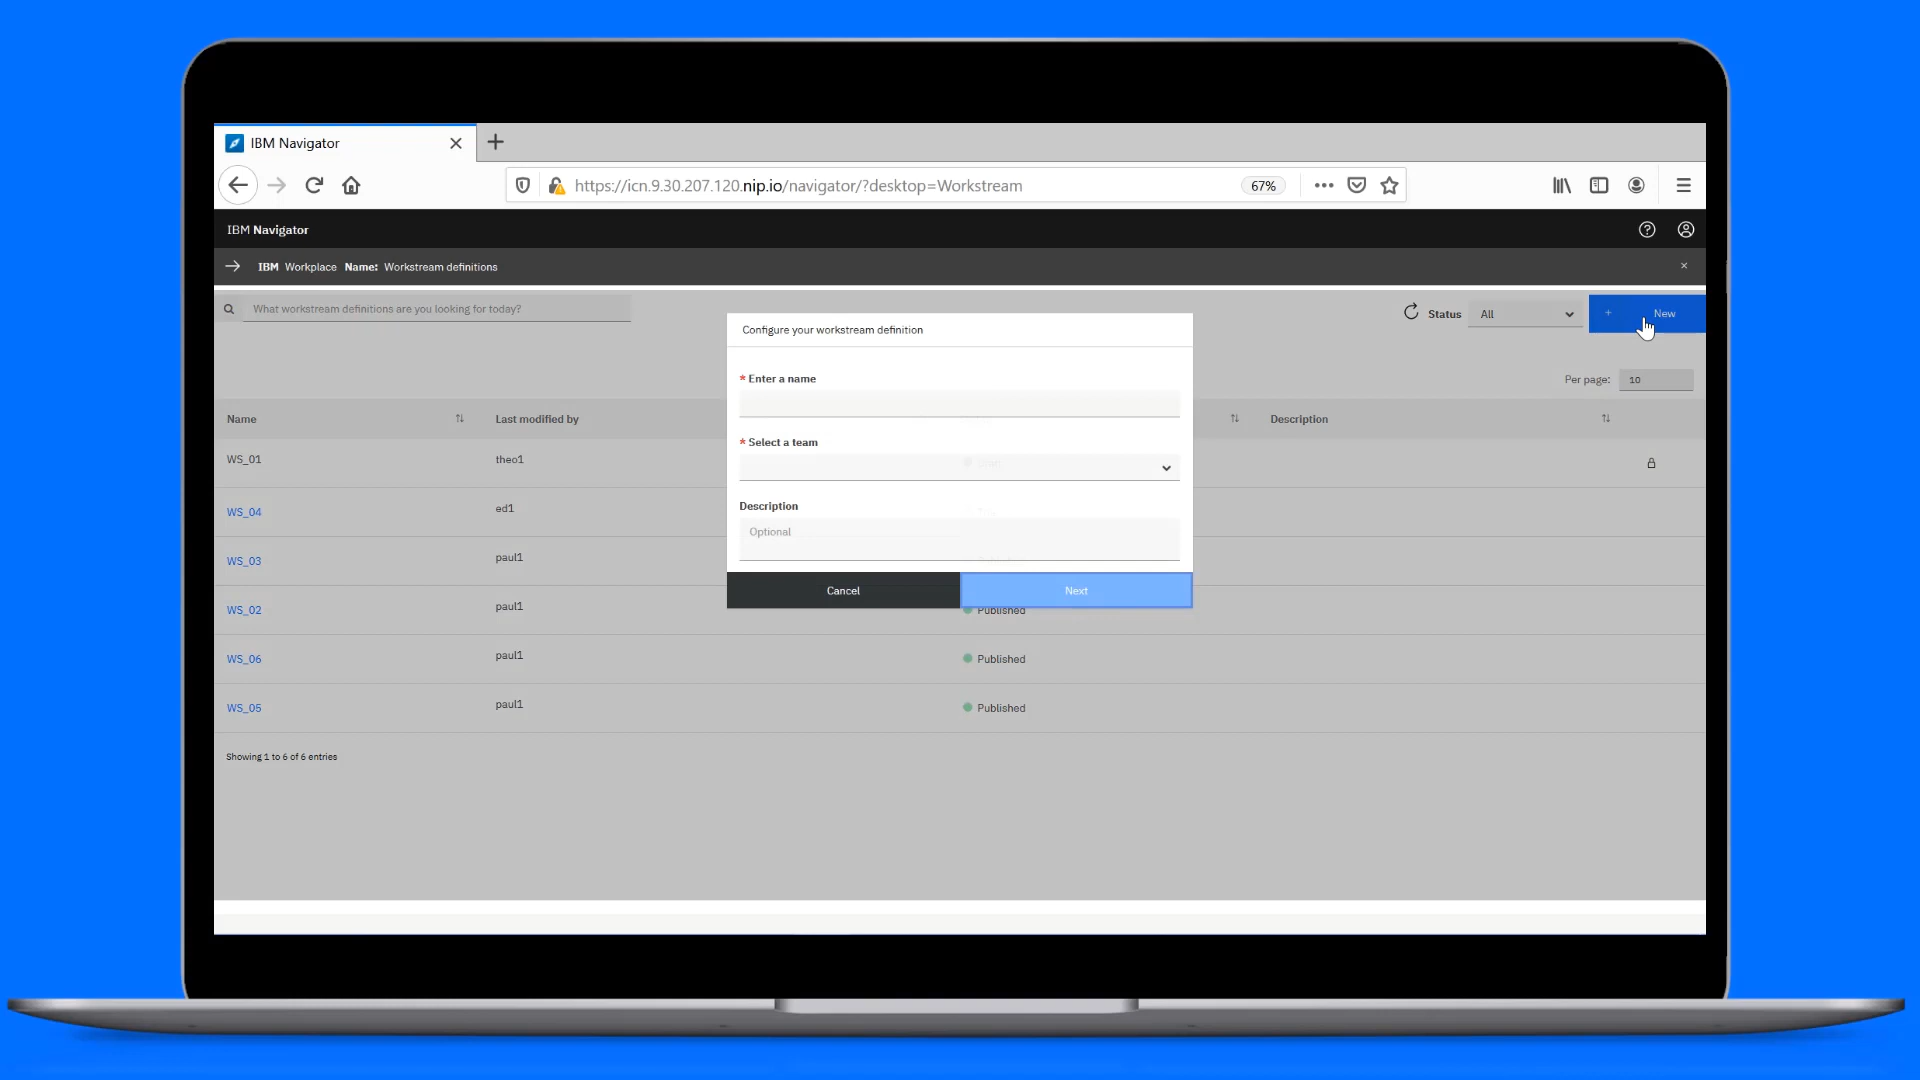 IBM Navigator
https://icn.9.30.207.120.nip.io/navigator/?desktop=Workstream
67%
IBM Navigator
IBM Workplace Name: Workstream definitions
What workstream definitions are you looking for today?
Status All
+ New
Configure your workstream definition
* Enter a name
* Select a team
Description
Optional
Cancel Next
Per page: 10
Name Last modified by Description
WS_01 theo1
WS_04 ed1
WS_03 paul1
WS_02 paul1 Published
WS_06 paul1 Published
WS_05 paul1 Published
Showing 1 to 6 of 6 entries